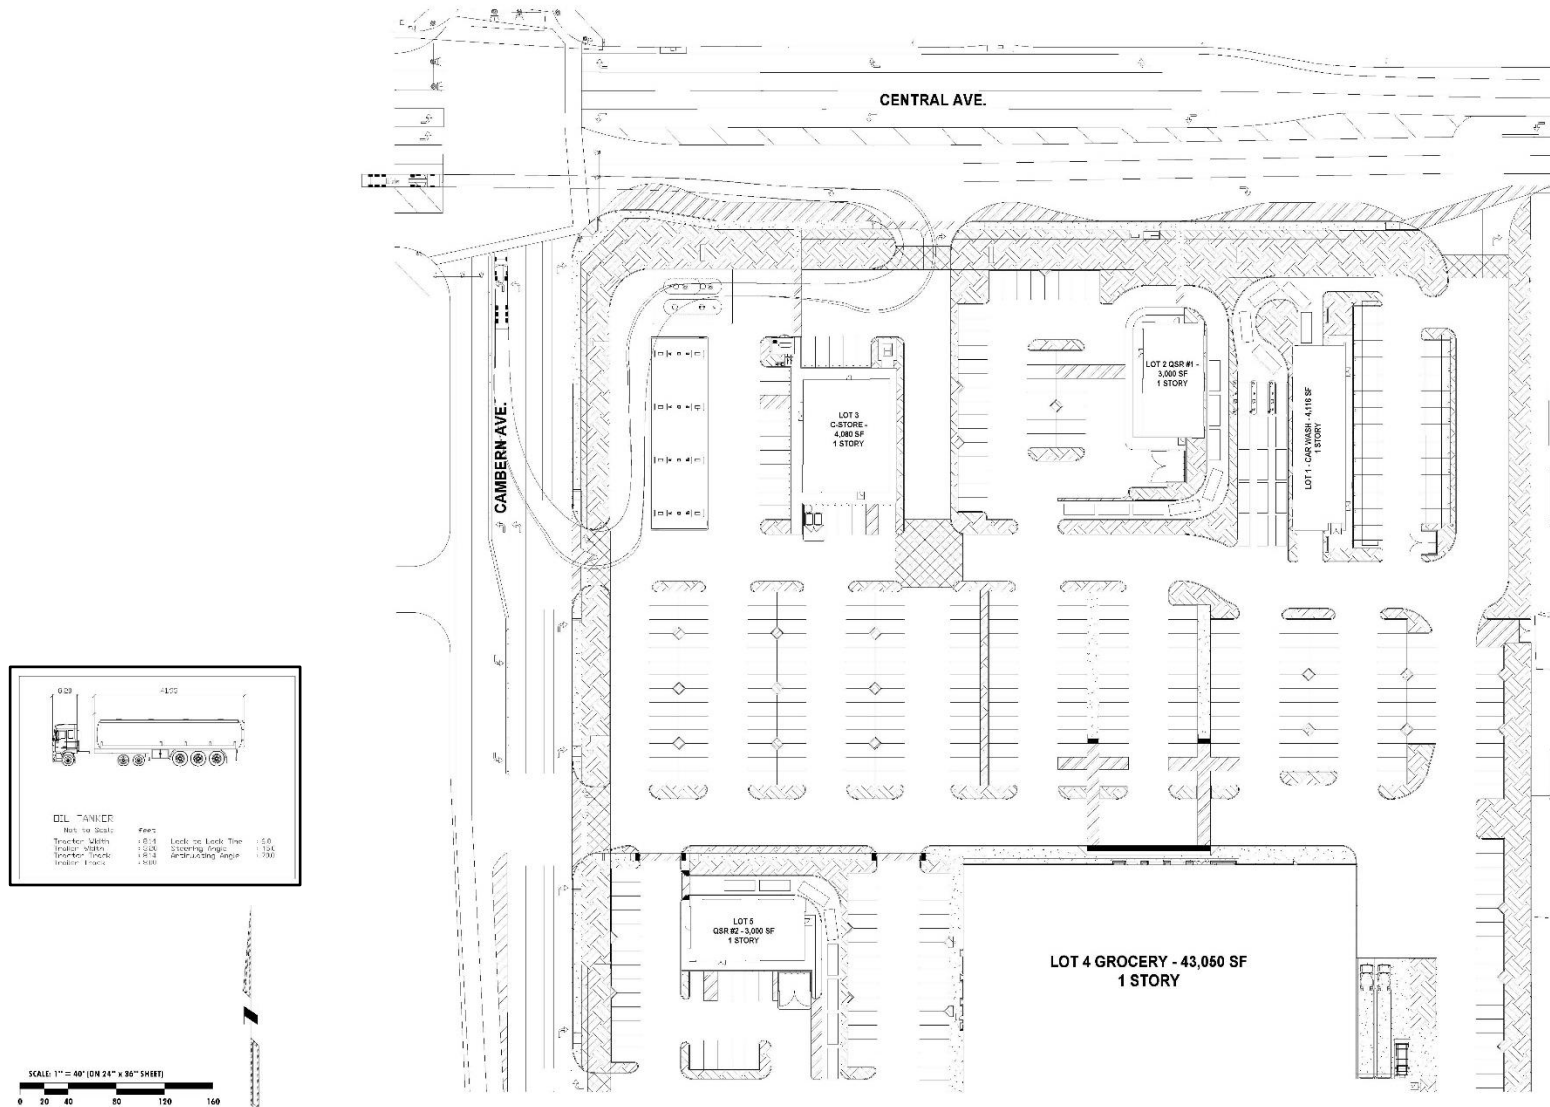 CENTRAL AVE.
CAMBERN AVE.
LOT 2 QSR #1 -
3,000 SF
1 STORY
LOT 1 - CAR WASH - 4,116 SF
1 STORY
LOT 3
C-STORE -
4,080 SF
1 STORY
OIL TANKER
Not to Scale
feet
Tractor Width
Lock to Lock Time
Trailer Width
Steering Angle
Tractor Track
Articulating Angle
Trailer Track
LOT 5
QSR #2 - 3,000 SF
1 STORY
LOT 4 GROCERY - 43,050 SF
1 STORY
SCALE: 1" = 40' (ON 24" x 36" SHEET)
0 20 40 80 120 160